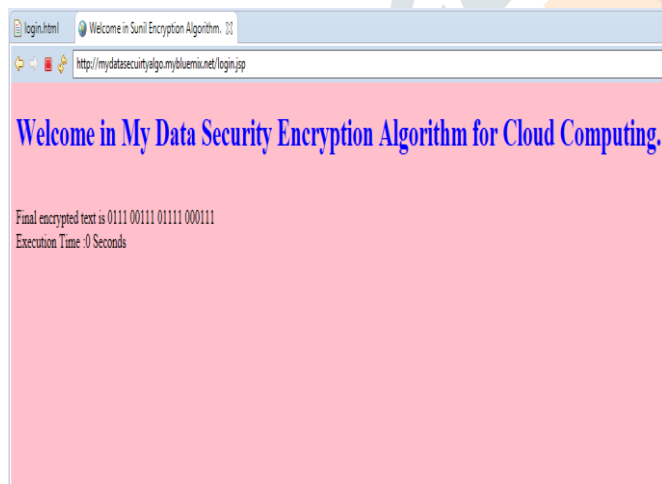 login.html Welcome in Sunil Encryption Algorithm.
http://mydatasecuirtyalgo.mybluemix.net/login.jsp
Welcome in My Data Security Encryption Algorithm for Cloud Computing.
Final encrypted text is 0111 00111 01111 000111
Execution Time :0 Seconds